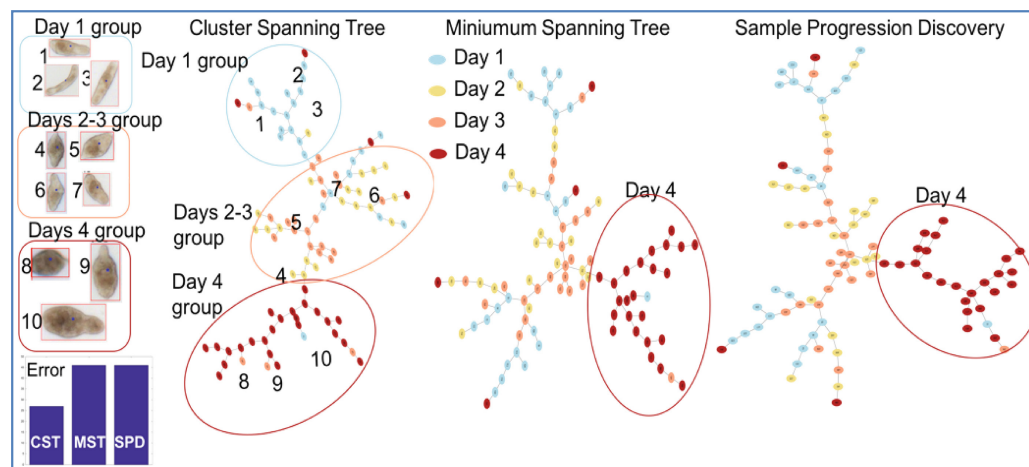 Day 1 group
1
2
3
Days 2-3 group
4
5
6
7
Days 4 group
8
9
10
Error
CST
MST
SPD
Cluster Spanning Tree
Day 1 group
2
3
1
7
6
Days 2-3
group
5
4
Day 4
group
10
8
9
Miniumum Spanning Tree
Day 1
Day 2
Day 3
Day 4
Day 4
Sample Progression Discovery
Day 4